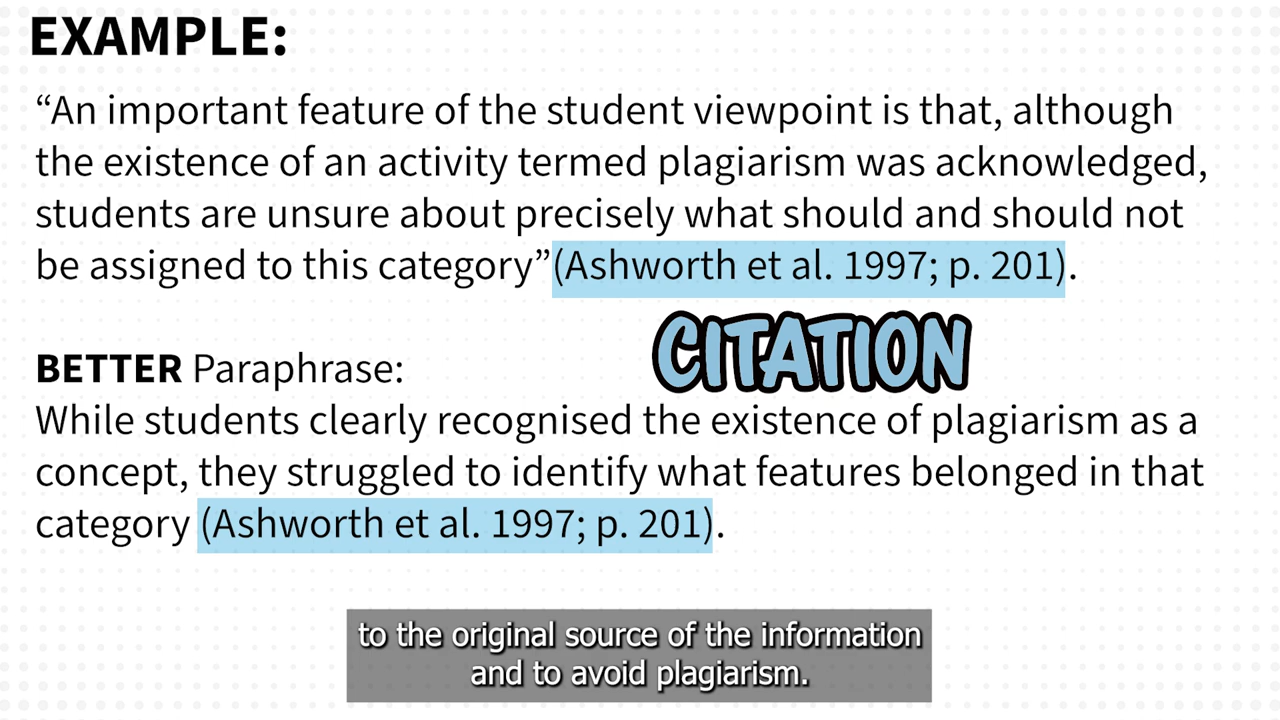 EXAMPLE:
“An important feature of the student viewpoint is that, although
the existence of an activity termed plagiarism was acknowledged,
students are unsure about precisely what should and should not
be assigned to this category”(Ashworth et al. 1997; p. 201).
CITATION
BETTER Paraphrase:
While students clearly recognised the existence of plagiarism as a
concept, they struggled to identify what features belonged in that
category (Ashworth et al. 1997; p. 201).
to the original source of the information
and to avoid plagiarism.